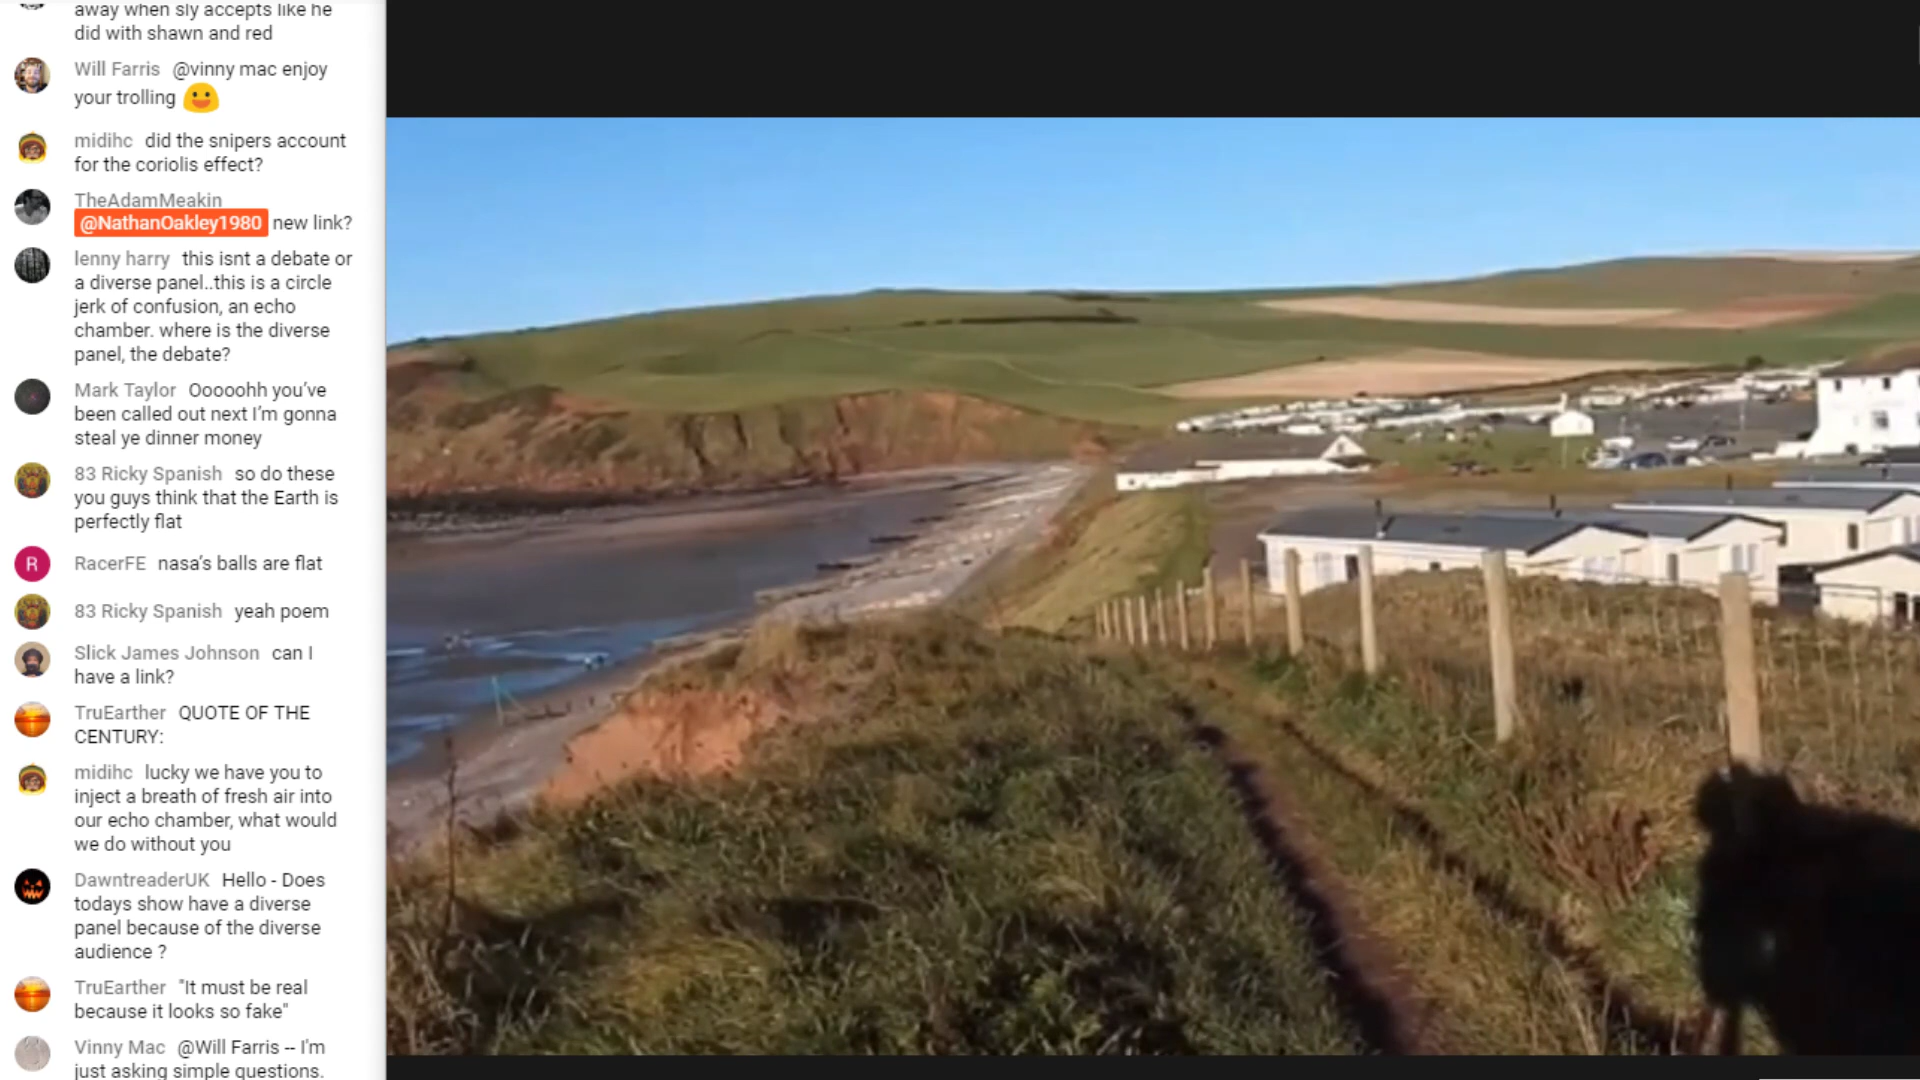 away when sly accepts like he
did with shawn and red
Will Farris @vinny mac enjoy
your trolling
midihc did the snipers account
for the coriolis effect?
TheAdamMeakin
@NathanOakley1980 new link?
lenny harry this isnt a debate or
a diverse panel..this is a circle
jerk of confusion, an echo
chamber. where is the diverse
panel, the debate?
Mark Taylor Ooooohh you've
been called out next I'm gonna
steal ye dinner money
83 Ricky Spanish so do these
you guys think that the Earth is
perfectly flat
R RacerFE nasa's balls are flat
83 Ricky Spanish yeah poem
Slick James Johnson can I
have a link?
TruEarther QUOTE OF THE
CENTURY:
midihc lucky we have you to
inject a breath of fresh air into
our echo chamber, what would
we do without you
DawntreaderUK Hello - Does
todays show have a diverse
panel because of the diverse
audience ?
TruEarther "It must be real
because it looks so fake"
Vinny Mac @Will Farris -- I'm
just asking simple questions.